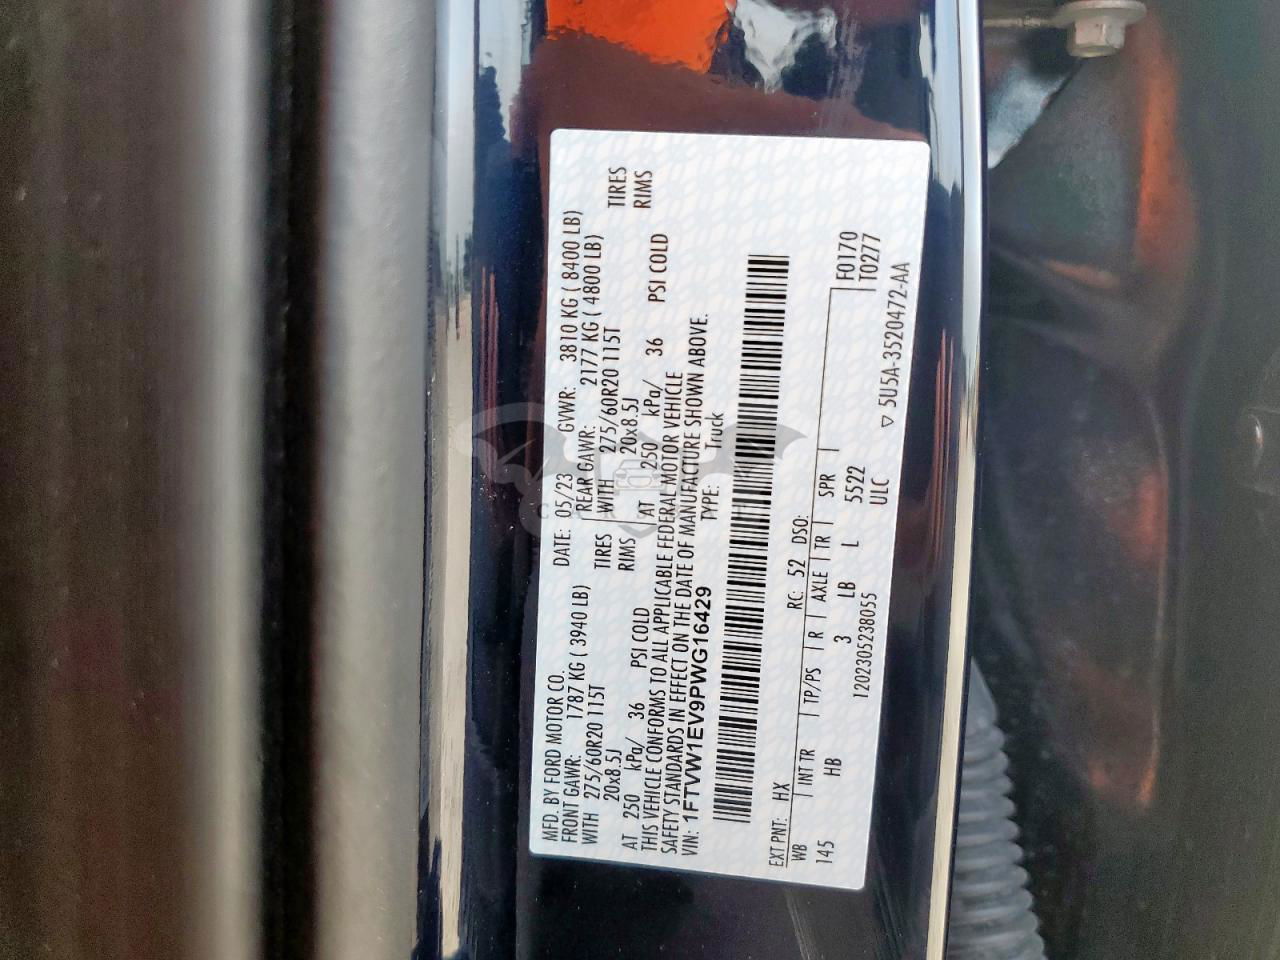 MFD. BY FORD MOTOR CO.
DATE: 05/23 GVWR: 3810 KG ( 8400 LB)
FRONT GAWR: 1787 KG ( 3940 LB)
REAR GAWR: 2177 KG ( 4800 LB)
WITH 275/60R20 115T TIRES
WITH 275/60R20 115T TIRES
20x8.5J RIMS
20x8.5J RIMS
AT 250 kPa/ 36 PSI COLD
AT 250 kPa/ 36 PSI COLD
THIS VEHICLE CONFORMS TO ALL APPLICABLE FEDERAL MOTOR VEHICLE
SAFETY STANDARDS IN EFFECT ON THE DATE OF MANUFACTURE SHOWN ABOVE.
VIN: 1FTVW1EV9PWG16429 TYPE: Truck
EXT PNT: HX RC: 52 DSO:
WB INT TR TP/PS R AXLE TR SPR F0170
145 HB 3 LB L 5522 T0277
1202305238055 ULC ▽ 5U5A-3520472-AA